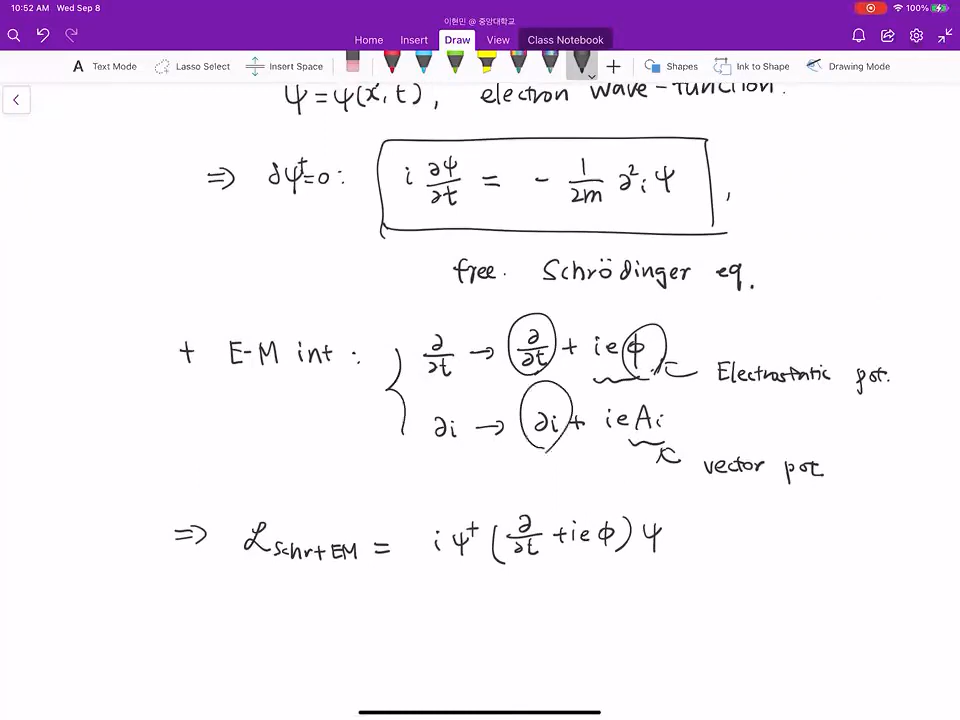 10:52 AM Wed Sep 8
100%
이현민 @ 중앙대학교
Home Insert Draw View Class Notebook
Text Mode Lasso Select Insert Space Shapes Ink to Shape Drawing Mode
ψ = ψ(x, t), electron wave-function.
⇒ δψ†=0 : i ∂ψ/∂t = - 1/2m ∂²i ψ ,
free. Schrödinger eq.
+ E-M int : { ∂/∂t → ∂/∂t + ieϕ Electrostatic pot.
∂i → ∂i + ieAi vector pot
⇒ ℒSchr+EM = iψ† (∂/∂t + ieϕ) ψ